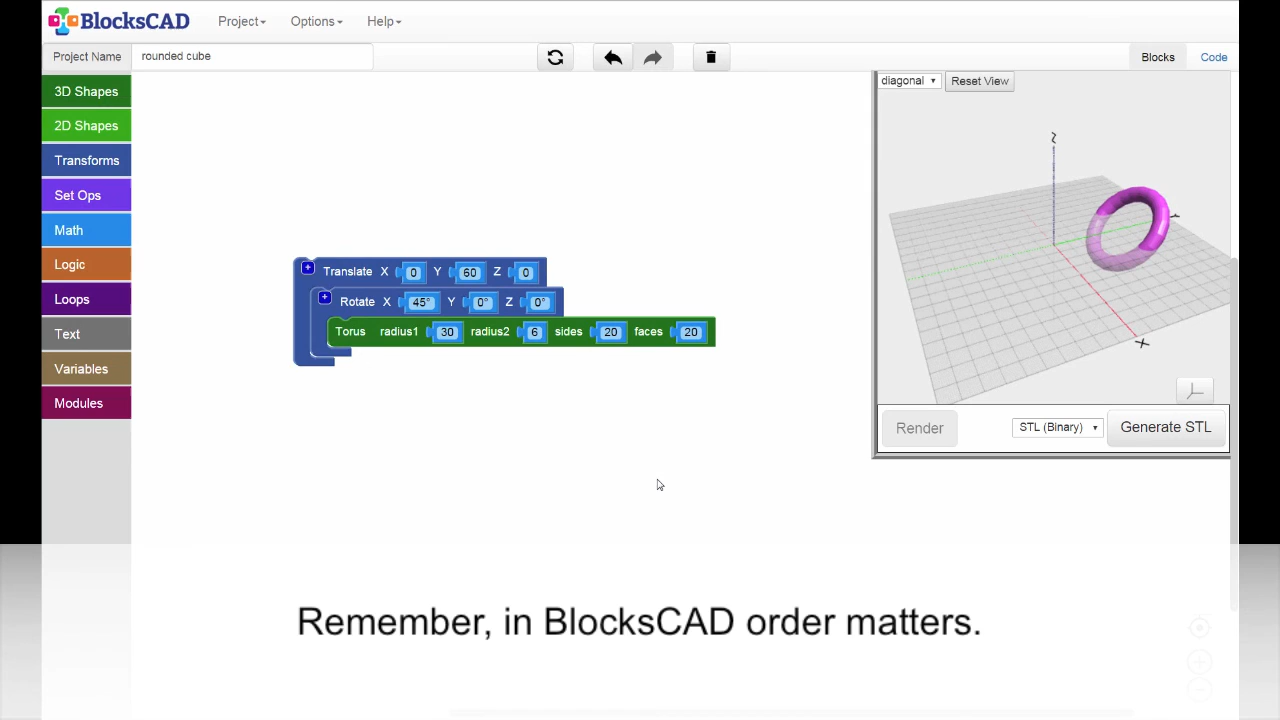 BlocksCAD Project Options Help
Project Name rounded cube Blocks Code
diagonal Reset View
3D Shapes
2D Shapes
Transforms
Set Ops
Math
Logic
Loops
Text
Variables
Modules
Translate X 0 Y 60 Z 0
Rotate X 45° Y 0° Z 0°
Torus radius1 30 radius2 6 sides 20 faces 20
Z
X
Render STL (Binary) Generate STL
Remember, in BlocksCAD order matters.